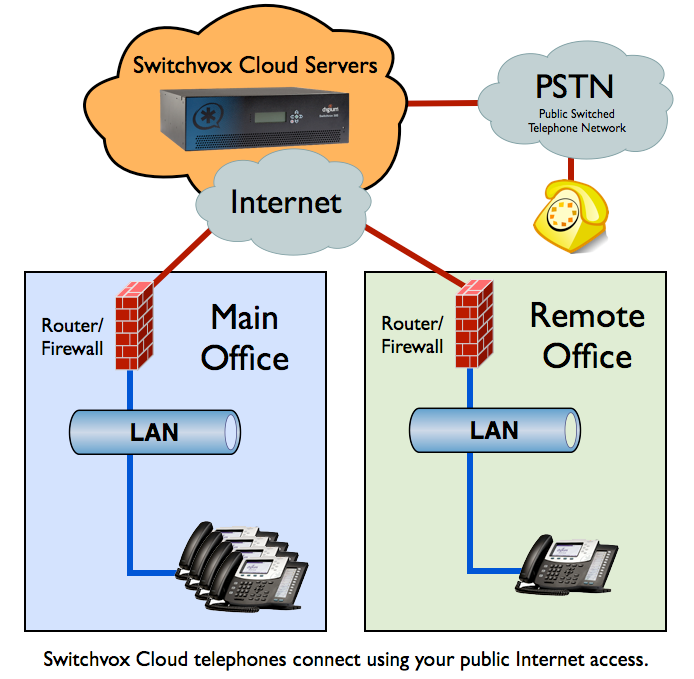 Switchvox Cloud Servers
digium
PSTN
Public Switched
Telephone Network
Internet
Router/
Firewall
Main
Office
LAN
Router/
Firewall
Remote
Office
LAN
Switchvox Cloud telephones connect using your public Internet access.